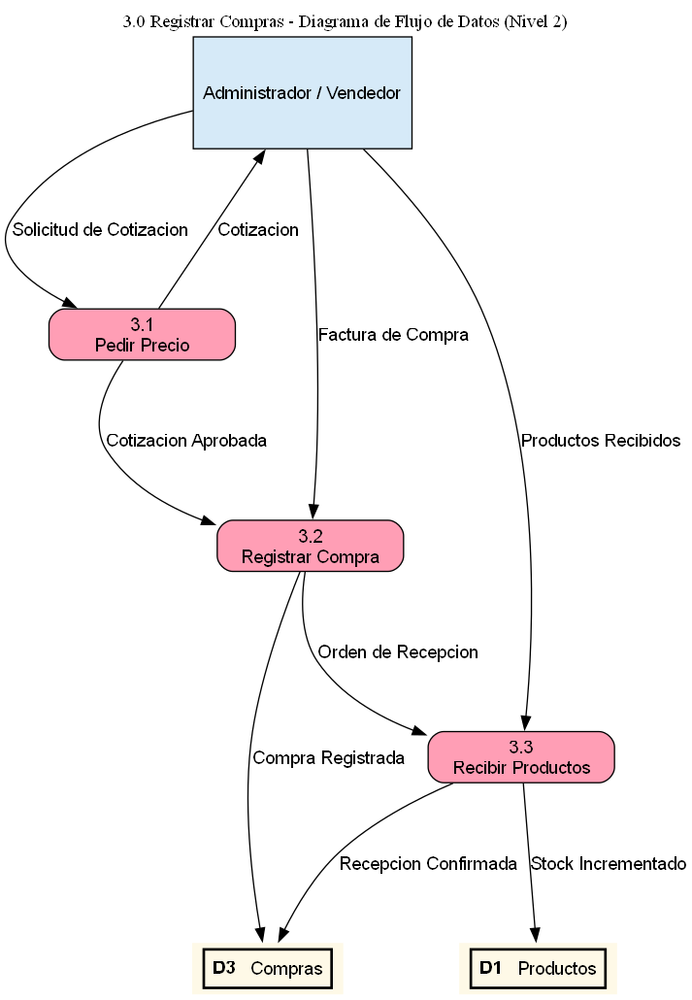 3.0 Registrar Compras - Diagrama de Flujo de Datos (Nivel 2)
Administrador / Vendedor
Solicitud de Cotizacion
Cotizacion
3.1
Pedir Precio
Factura de Compra
Cotizacion Aprobada
Productos Recibidos
3.2
Registrar Compra
Orden de Recepcion
3.3
Recibir Productos
Compra Registrada
Recepcion Confirmada
Stock Incrementado
D3 Compras
D1 Productos